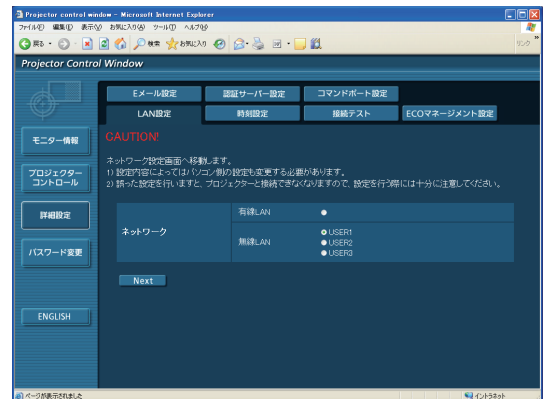 Projector control window - Microsoft Internet Explorer
ファイル(F) 編集(E) 表示(V) お気に入り(A) ツール(T) ヘルプ(H)
戻る 検索 お気に入り リンク
Projector Control Window
Eメール設定 認証サーバー設定 コマンドポート設定
LAN設定 時刻設定 接続テスト ECOマネージメント設定
モニター情報
プロジェクター
コントロール
詳細設定
パスワード変更
ENGLISH
CAUTION!
ネットワーク設定画面へ移動します。
1) 設定内容によってはパソコン側の設定も変更する必要があります。
2) 誤った設定を行いますと、プロジェクターと接続できなくなりますので、設定を行う際には十分に注意してください。
ネットワーク
有線LAN
無線LAN
USER1
USER2
USER3
Next
ページが表示されました インターネット